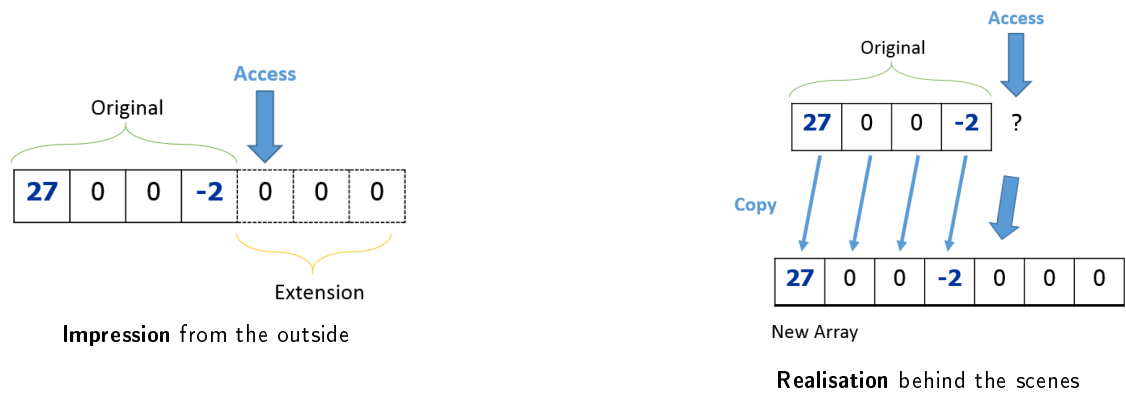 Access
Original
27 0 0 -2 0 0 0
Extension
Impression from the outside
Access
Original
27 0 0 -2 ?
Copy
27 0 0 -2 0 0 0
New Array
Realisation behind the scenes